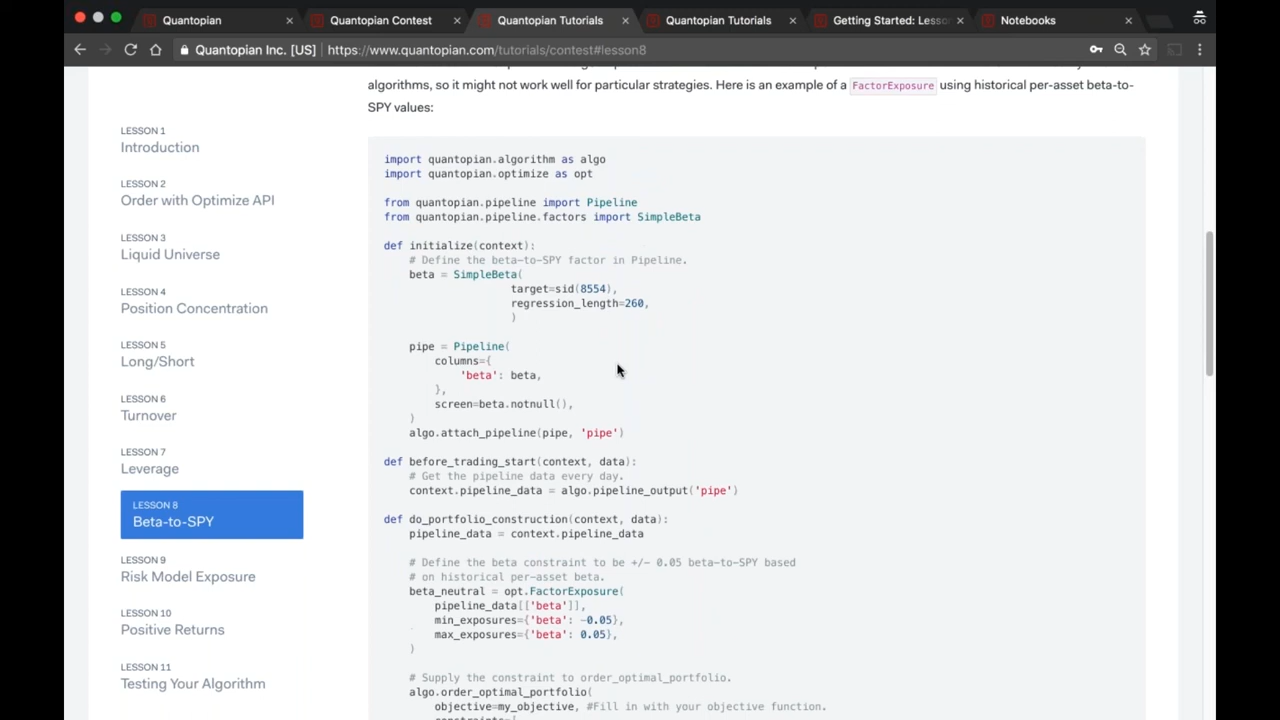 Quantopian
Quantopian Contest
Quantopian Tutorials
Quantopian Tutorials
Getting Started: Lesso
Notebooks
Quantopian Inc. [US] | https://www.quantopian.com/tutorials/contest#lesson8
LESSON 1
Introduction
LESSON 2
Order with Optimize API
LESSON 3
Liquid Universe
LESSON 4
Position Concentration
LESSON 5
Long/Short
LESSON 6
Turnover
LESSON 7
Leverage
LESSON 8
Beta-to-SPY
LESSON 9
Risk Model Exposure
LESSON 10
Positive Returns
LESSON 11
Testing Your Algorithm
algorithms, so it might not work well for particular strategies. Here is an example of a FactorExposure using historical per-asset beta-to-
SPY values:
import quantopian.algorithm as algo
import quantopian.optimize as opt
from quantopian.pipeline import Pipeline
from quantopian.pipeline.factors import SimpleBeta
def initialize(context):
# Define the beta-to-SPY factor in Pipeline.
beta = SimpleBeta(
target=sid(8554),
regression_length=260,
)
pipe = Pipeline(
columns={
'beta': beta,
},
screen=beta.notnull(),
)
algo.attach_pipeline(pipe, 'pipe')
def before_trading_start(context, data):
# Get the pipeline data every day.
context.pipeline_data = algo.pipeline_output('pipe')
def do_portfolio_construction(context, data):
pipeline_data = context.pipeline_data
# Define the beta constraint to be +/- 0.05 beta-to-SPY based
# on historical per-asset beta.
beta_neutral = opt.FactorExposure(
pipeline_data[['beta']],
min_exposures={'beta': -0.05},
max_exposures={'beta': 0.05},
)
# Supply the constraint to order_optimal_portfolio.
algo.order_optimal_portfolio(
objective=my_objective, #Fill in with your objective function.